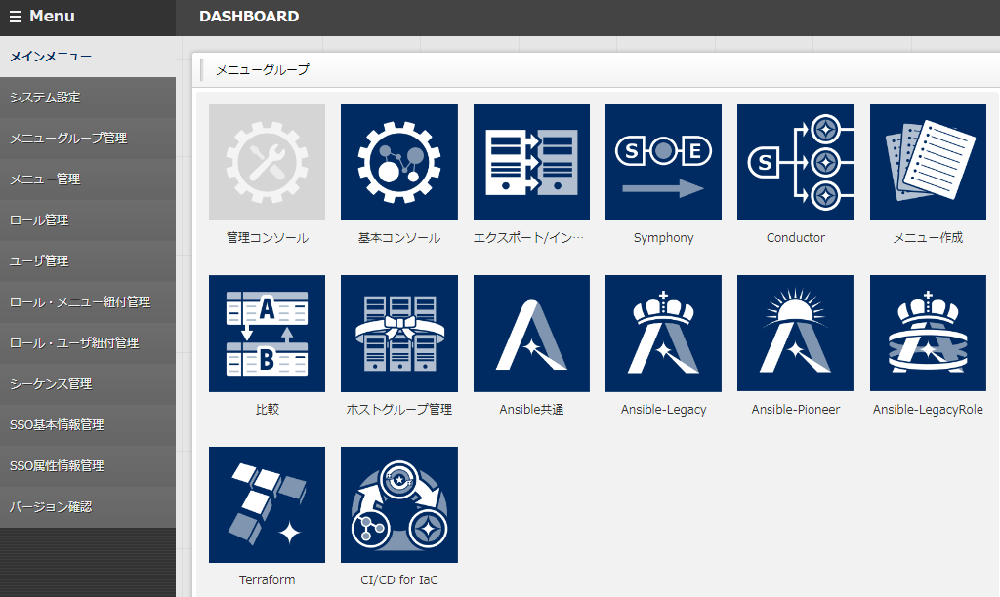 Menu
DASHBOARD
メインメニュー
システム設定
メニューグループ管理
メニュー管理
ロール管理
ユーザ管理
ロール・メニュー紐付管理
ロール・ユーザ紐付管理
シーケンス管理
SSO基本情報管理
SSO属性情報管理
バージョン確認
メニューグループ
S E
S
管理コンソール 基本コンソール エクスポート/イン… Symphony Conductor メニュー作成
A
B
比較 ホストグループ管理 Ansible共通 Ansible-Legacy Ansible-Pioneer Ansible-LegacyRole
Terraform CI/CD for IaC